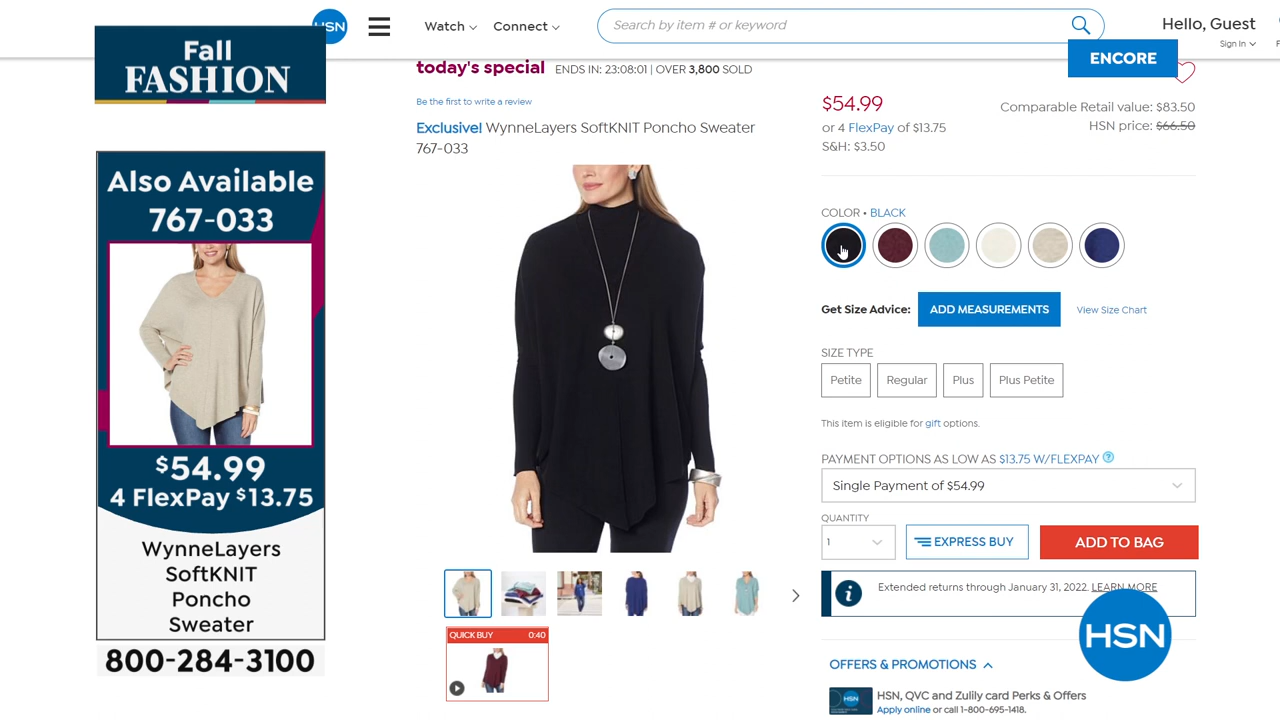 Fall
FASHION
Also Available
767-033
$54.99
4 FlexPay $13.75
WynneLayers
SoftKNIT
Poncho
Sweater
800-284-3100
HSN
Watch
Connect
Search by item # or keyword
Hello, Guest
Sign In
ENCORE
today's special ENDS IN: 23:08:01 | OVER 3,800 SOLD
Be the first to write a review
Exclusive! WynneLayers SoftKNIT Poncho Sweater
767-033
QUICK BUY 0:40
$54.99
or 4 FlexPay of $13.75
S&H: $3.50
Comparable Retail value: $83.50
HSN price: $66.50
COLOR • BLACK
Get Size Advice: ADD MEASUREMENTS View Size Chart
SIZE TYPE
Petite Regular Plus Plus Petite
This item is eligible for gift options.
PAYMENT OPTIONS AS LOW AS $13.75 W/FLEXPAY ?
Single Payment of $54.99
QUANTITY
1 EXPRESS BUY ADD TO BAG
i Extended returns through January 31, 2022. LEARN MORE
HSN
OFFERS & PROMOTIONS
HSN, QVC and Zulily card Perks & Offers
Apply online or call 1-800-695-1418.